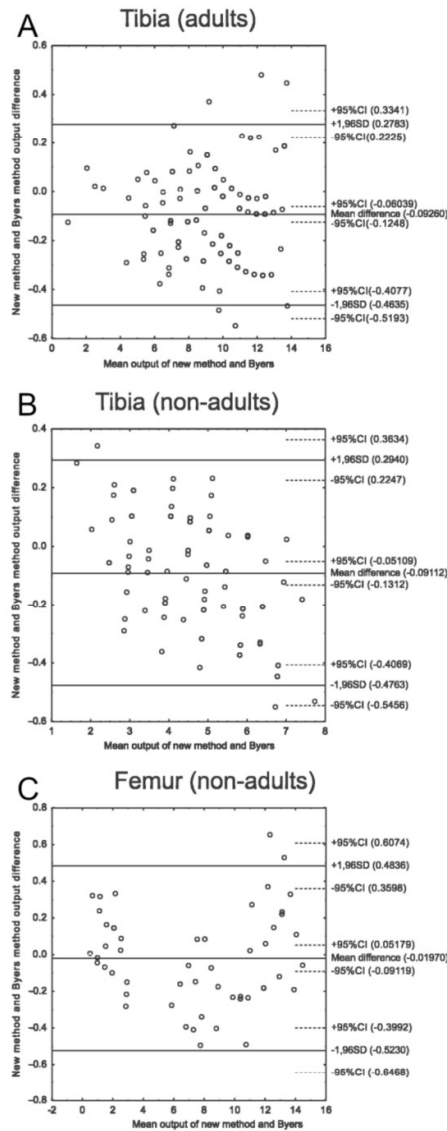 A
Tibia (adults)
New method and Byers method output difference
0.6
0.4
0.2
0.0
-0.2
-0.4
-0.6
-0.8
0 2 4 6 8 10 12 14 16
Mean output of new method and Byers
+95%CI (0.3341)
+1,96SD (0.2783)
-95%CI(0.2225)
+95%CI (-0.06039)
Mean difference (-0.09260)
-95%CI(-0.1248)
+95%CI (-0.4077)
-1,96SD (-0.4635)
-95%CI (-0.5193)
B
Tibia (non-adults)
New method and Byers method output difference
0.4
0.2
0.0
-0.2
-0.4
-0.6
1 2 3 4 5 6 7 8
Mean output of new method and Byers
+95%CI (0.3634)
+1,96SD (0.2940)
-95%CI (0.2247)
+95%CI (-0.05109)
Mean difference (-0.09112)
-95%CI (-0.1312)
+95%CI (-0.4069)
-1,96SD (-0.4763)
-95%CI (-0.5456)
C
Femur (non-adults)
New method and Byers method output difference
0.8
0.6
0.4
0.2
0.0
-0.2
-0.4
-0.6
-0.8
-2 0 2 4 6 8 10 12 14 16
Mean output of new method and Byers
+95%CI (0.6074)
+1,96SD (0.4836)
-95%CI (0.3598)
+95%CI (0.05179)
Mean difference (-0.01970)
-95%CI (-0.09119)
+95%CI (-0.3992)
-1,96SD (-0.5230)
-95%CI (-0.6468)